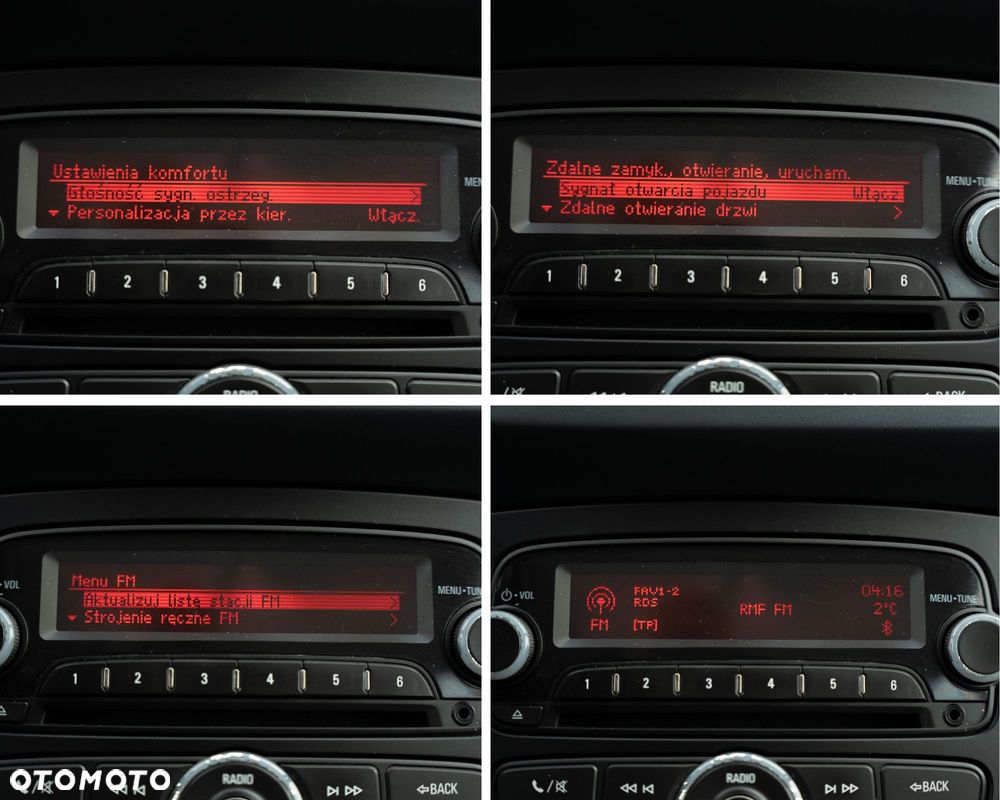 Ustawienia komfortu
Głośność sygn. ostrzeg.
Personalizacja przez kier. Włącz.
MEN
1 2 3 4 5 6
RADIO
Zdalne zamyk., otwieranie, urucham.
Sygnał otwarcia pojazdu Włącz.
Zdalne otwieranie drzwi
MENU•TUNE
1 2 3 4 5 6
RADIO
BACK
Menu FM
Aktualizuj listę stacji FM
Strojenie ręczne FM
•VOL
MENU•TUN
1 2 3 4 5 6
RADIO
BACK
OTOMOTO
FAV1-2 04:16
RDS RMF FM 2°C
FM [TP]
•VOL
MENU•TUNE
1 2 3 4 5 6
RADIO
BACK